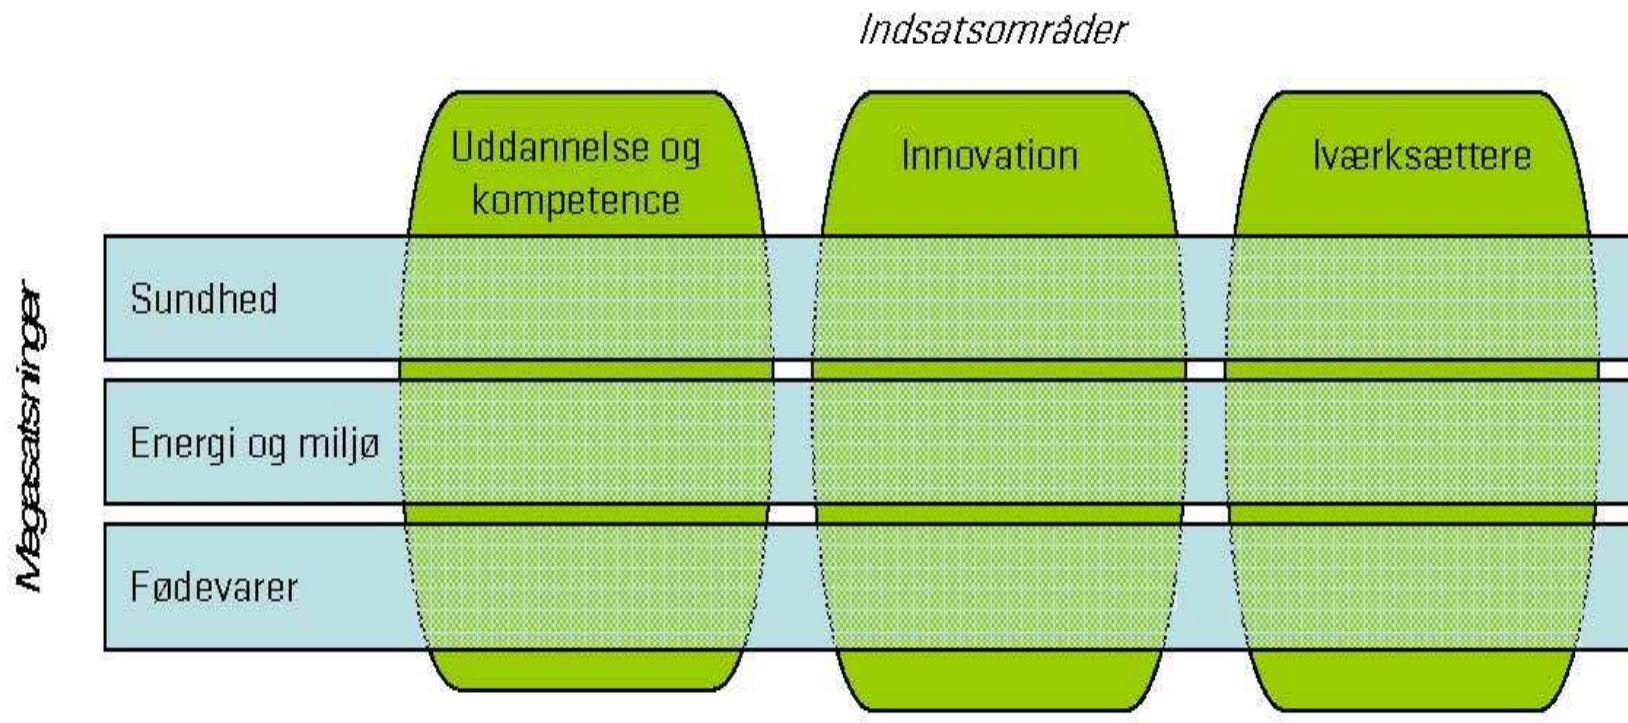 Indsatsområder
Uddannelse og
kompetence
Innovation
Iværksættere
Megasatsninger
Sundhed
Energi og miljø
Fødevarer